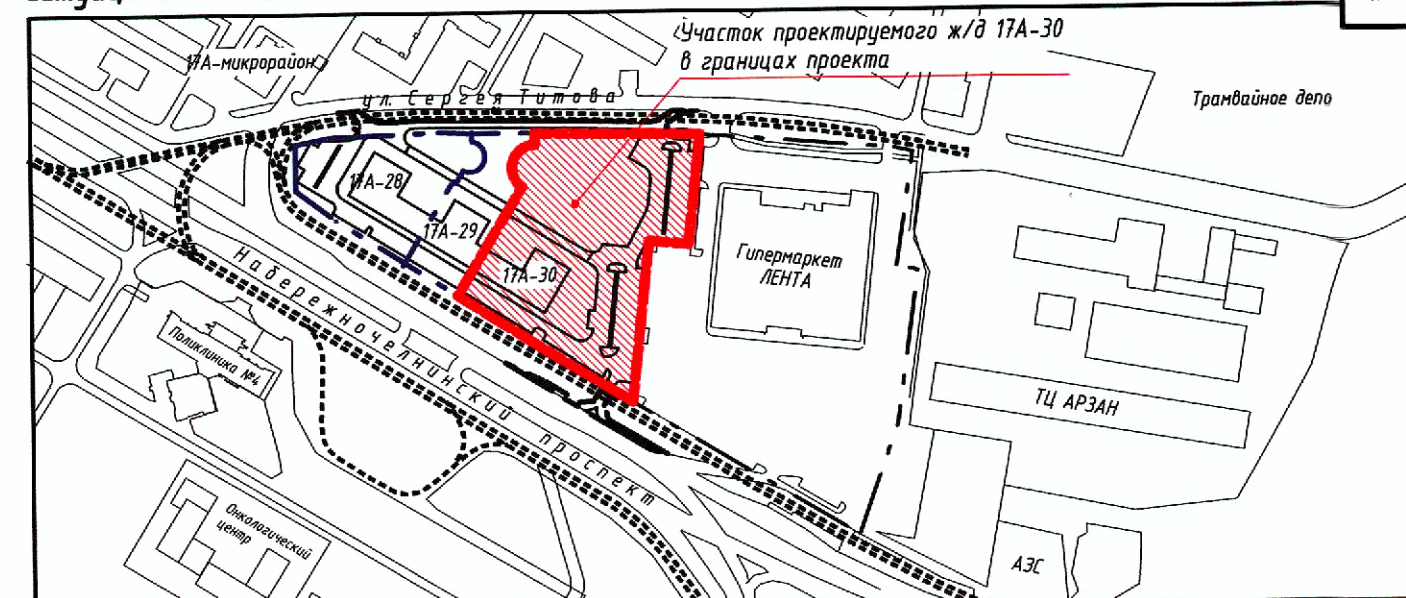 Участок проектируемого ж/д 17А-30
в границах проекта
17А-микрорайон
ул. Сергея Титова
Трамвайное депо
17А-28
17А-29
17А-30
Гипермаркет
ЛЕНТА
Набережночелнинский проспект
Поликлиника №4
ТЦ АРЗАН
Онкологический
центр
АЗС